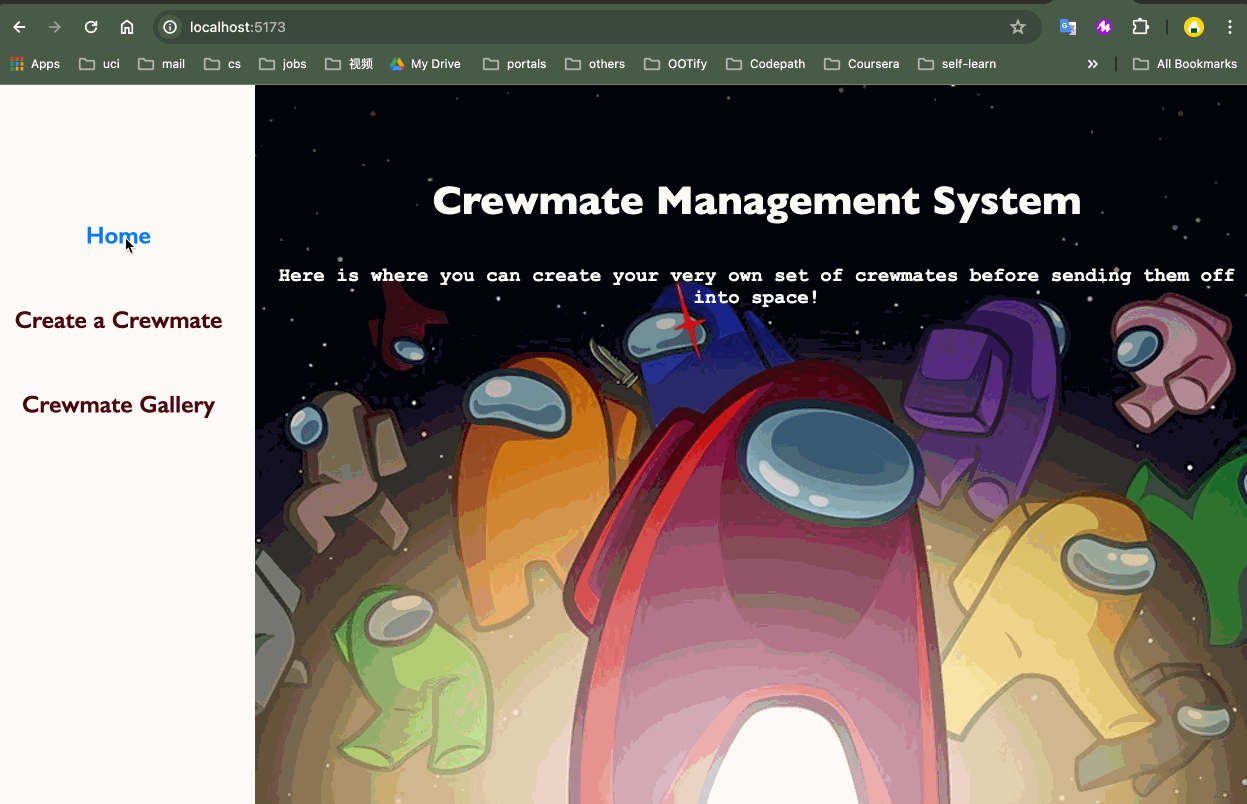 localhost:5173
Apps uci mail cs jobs 视频 My Drive portals others OOTify Codepath Coursera self-learn » All Bookmarks
Home
Create a Crewmate
Crewmate Gallery
Crewmate Management System
Here is where you can create your very own set of crewmates before sending them off
into space!